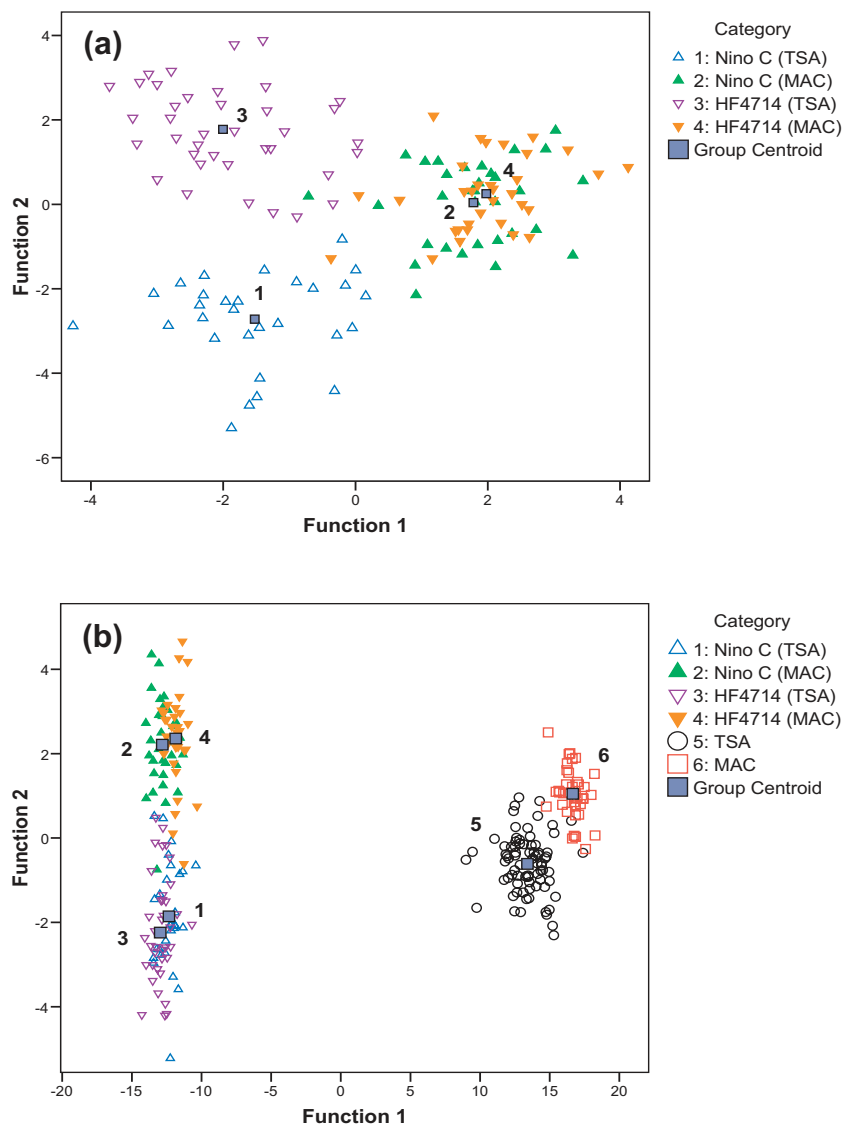 (a)
4
2
0
-2
-4
-6
Function 2
3
4
2
1
-4
-2
0
2
4
Function 1
Category
1: Nino C (TSA)
2: Nino C (MAC)
3: HF4714 (TSA)
4: HF4714 (MAC)
Group Centroid
(b)
4
2
0
-2
-4
Function 2
2
4
6
5
1
3
-20
-15
-10
-5
0
5
10
15
20
Function 1
Category
1: Nino C (TSA)
2: Nino C (MAC)
3: HF4714 (TSA)
4: HF4714 (MAC)
5: TSA
6: MAC
Group Centroid